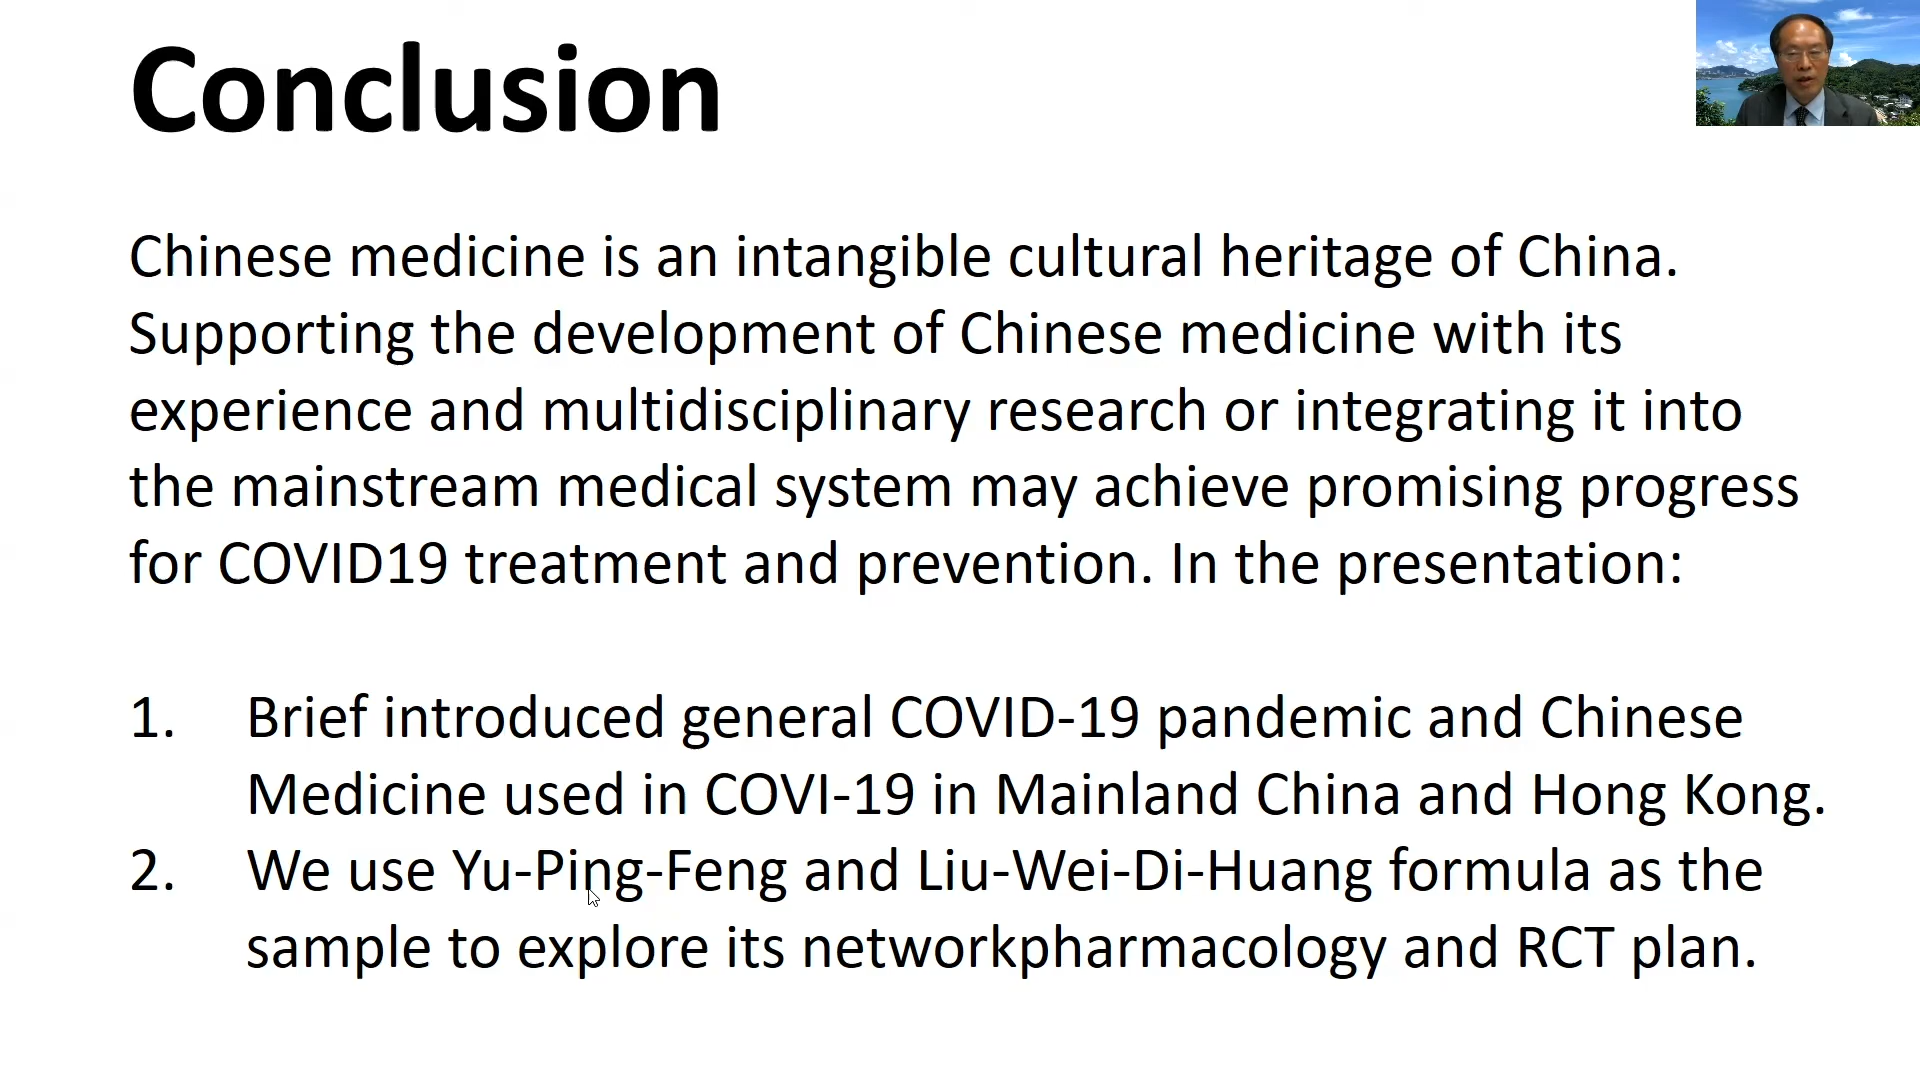 Conclusion
Chinese medicine is an intangible cultural heritage of China.
Supporting the development of Chinese medicine with its
experience and multidisciplinary research or integrating it into
the mainstream medical system may achieve promising progress
for COVID19 treatment and prevention. In the presentation:
1. Brief introduced general COVID-19 pandemic and Chinese
Medicine used in COVI-19 in Mainland China and Hong Kong.
2. We use Yu-Ping-Feng and Liu-Wei-Di-Huang formula as the
sample to explore its networkpharmacology and RCT plan.